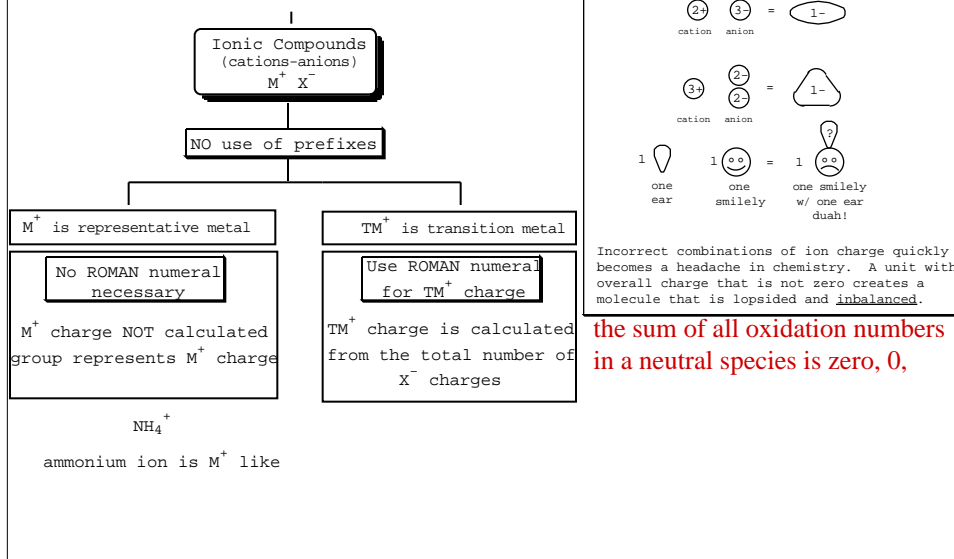 Ionic Compounds
(cations-anions)
M⁺ X⁻
NO use of prefixes
M⁺ is representative metal
No ROMAN numeral
necessary
M⁺ charge NOT calculated
group represents M⁺ charge
NH₄⁺
ammonium ion is M⁺ like
TM⁺ is transition metal
Use ROMAN numeral
for TM⁺ charge
TM⁺ charge is calculated
from the total number of
X⁻ charges
2+ 3- = 1-
cation anion
3+ 2- 2- = 1-
cation anion
?
1 1 = 1
one one one smilely
ear smilely w/ one ear
duah!
Incorrect combinations of ion charge quickly
becomes a headache in chemistry. A unit with
overall charge that is not zero creates a
molecule that is lopsided and inbalanced.
the sum of all oxidation numbers
in a neutral species is zero, 0,